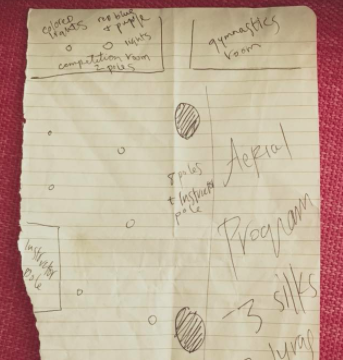 colored
lights
no blue
+ purple
lights
competition room
2 poles
gymnastics
room
8 poles
+ Instructor
pole
Aerial
Program
Instructor
pole
3 silks